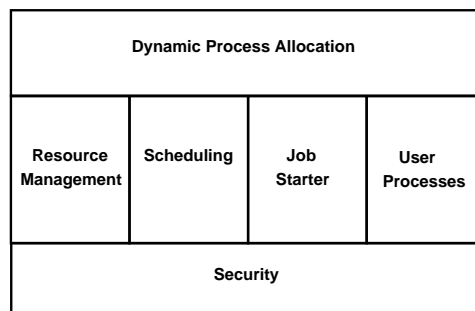 Dynamic Process Allocation
Resource
Management
Scheduling
Job
Starter
User
Processes
Security